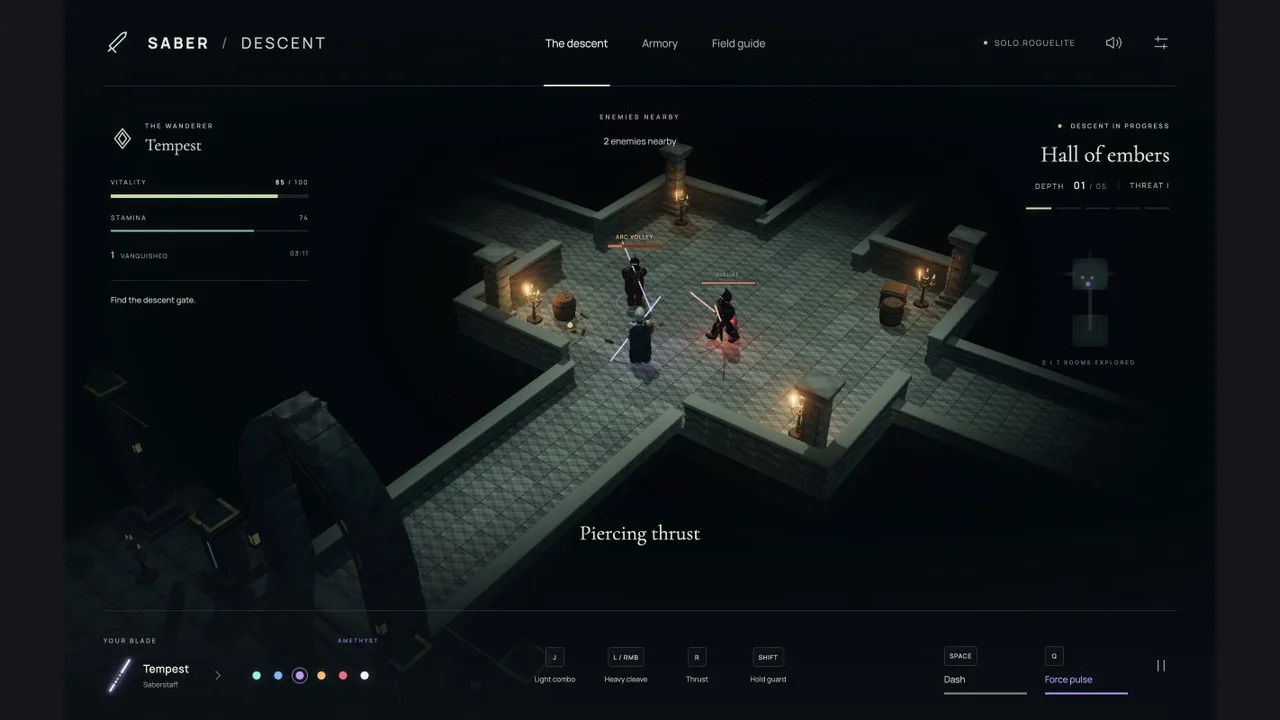 SABER / DESCENT
The descent
Armory
Field guide
SOLO ROGUELITE
THE WANDERER
Tempest
VITALITY 85 / 100
STAMINA 74
1 VANQUISHED 03:11
Find the descent gate.
ENEMIES NEARBY
2 enemies nearby
ARC VOLLEY
DUELIST
DESCENT IN PROGRESS
Hall of embers
DEPTH 01 / 05 THREAT I
2 / 7 ROOMS EXPLORED
Piercing thrust
YOUR BLADE AMETHYST
Tempest
Saberstaff
J
Light combo
L / RMB
Heavy cleave
R
Thrust
SHIFT
Hold guard
SPACE
Dash
Q
Force pulse